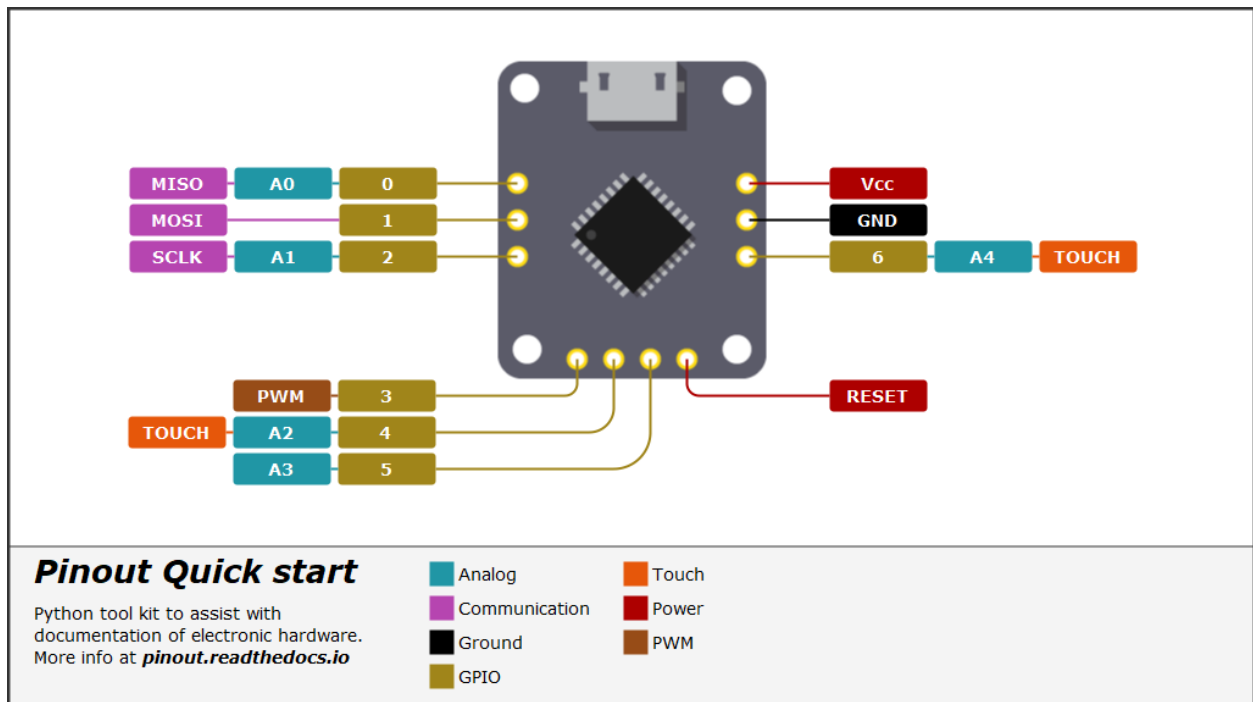 MISO A0 0
MOSI 1
SCLK A1 2
Vcc
GND
6 A4 TOUCH
PWM 3
TOUCH A2 4
A3 5
RESET
Pinout Quick start
Python tool kit to assist with
documentation of electronic hardware.
More info at pinout.readthedocs.io
Analog
Communication
Ground
GPIO
Touch
Power
PWM